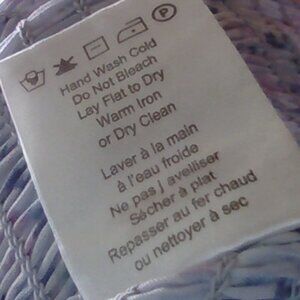 Hand Wash Cold
Do Not Bleach
Lay Flat to Dry
Warm Iron
or Dry Clean
Laver à la main
à l'eau froide
Ne pas javelliser
Sécher à plat
Repasser au fer chaud
ou nettoyer à sec